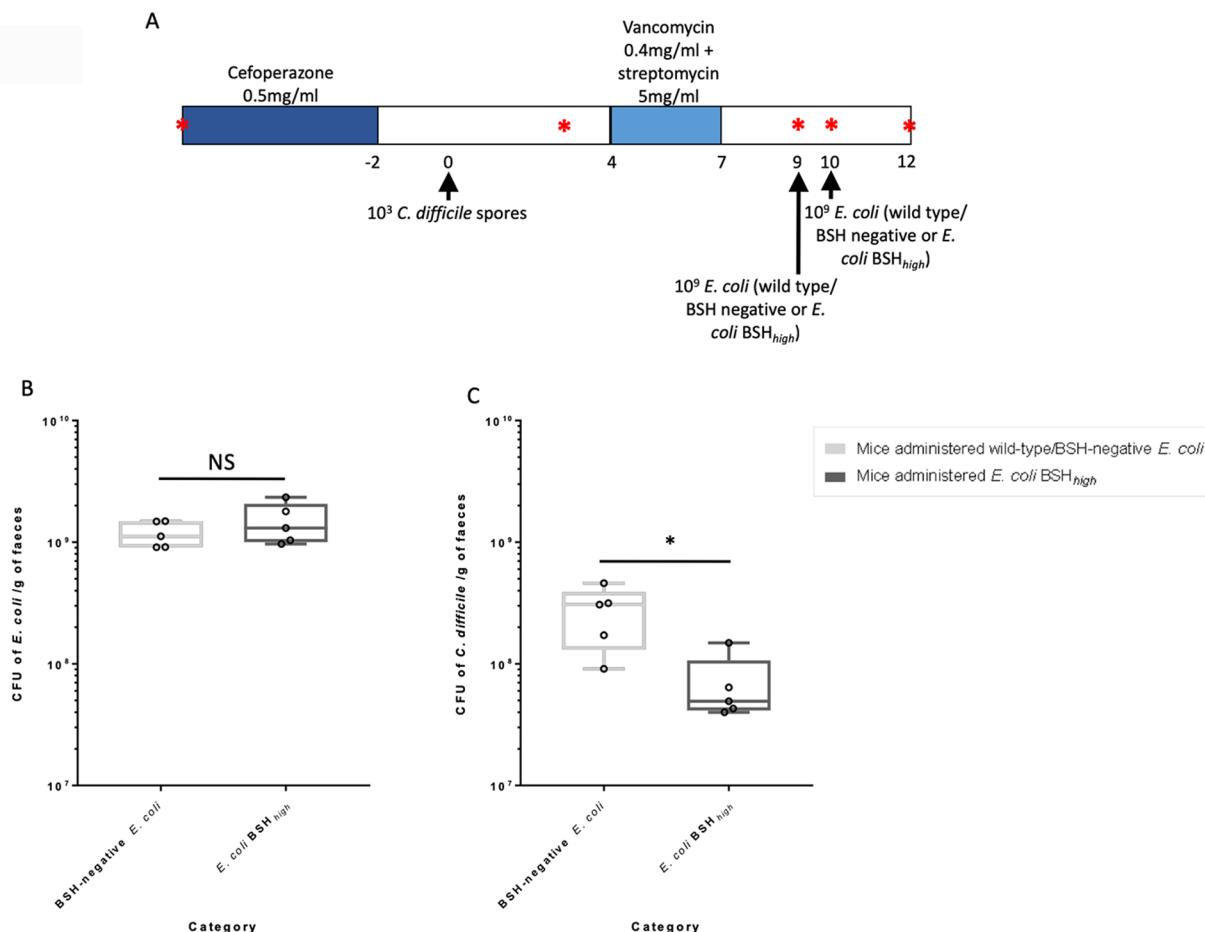 A
Cefoperazone
0.5mg/ml
Vancomycin
0.4mg/ml +
streptomycin
5mg/ml
* * * * *
-2 0 4 7 9 10 12
10³ C. difficile spores
10⁹ E. coli (wild type/
BSH negative or E.
coli BSHhigh)
10⁹ E. coli (wild type/
BSH negative or E.
coli BSHhigh)
B
CFU of E. coli /g of faeces
10¹⁰
10⁹
10⁸
10⁷
NS
BSH-negative E. coli
E. coli BSHhigh
Category
C
CFU of C. difficile /g of faeces
10¹⁰
10⁹
10⁸
10⁷
*
BSH-negative E. coli
E. coli BSHhigh
Category
Mice administered wild-type/BSH-negative E. coli
Mice administered E. coli BSHhigh